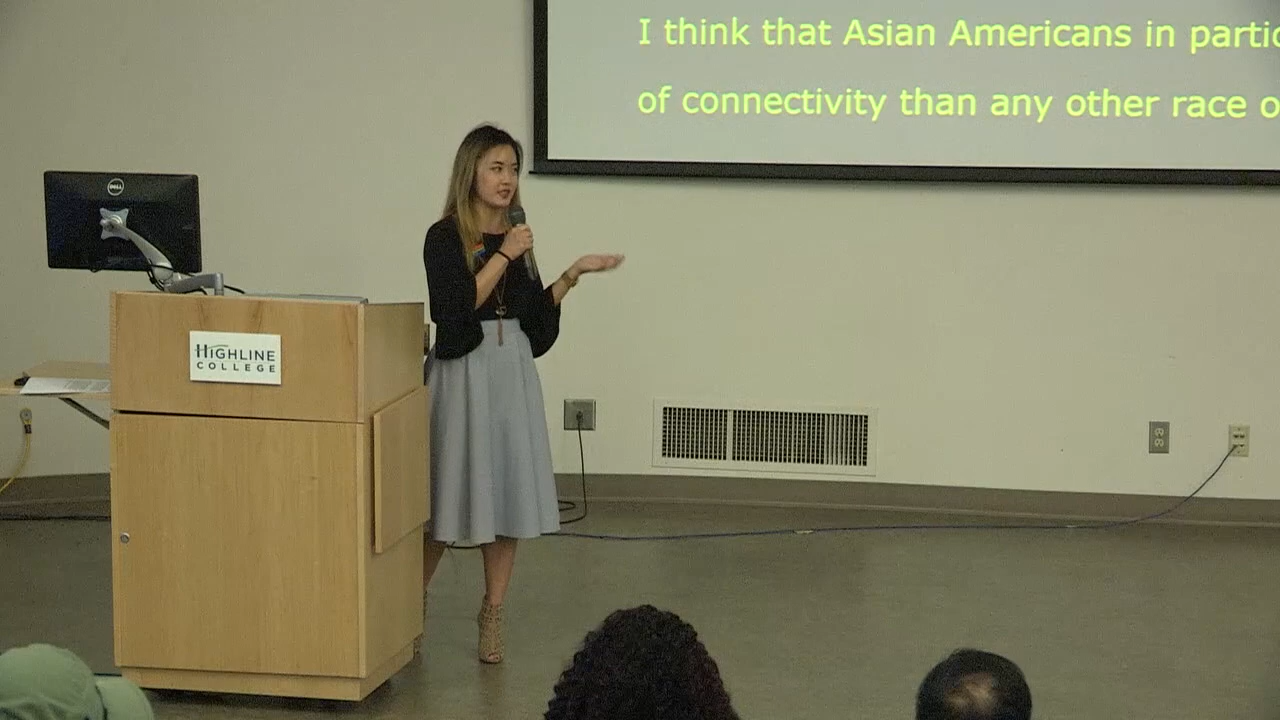 I think that Asian Americans in partic
of connectivity than any other race o
DELL
HIGHLINE
COLLEGE